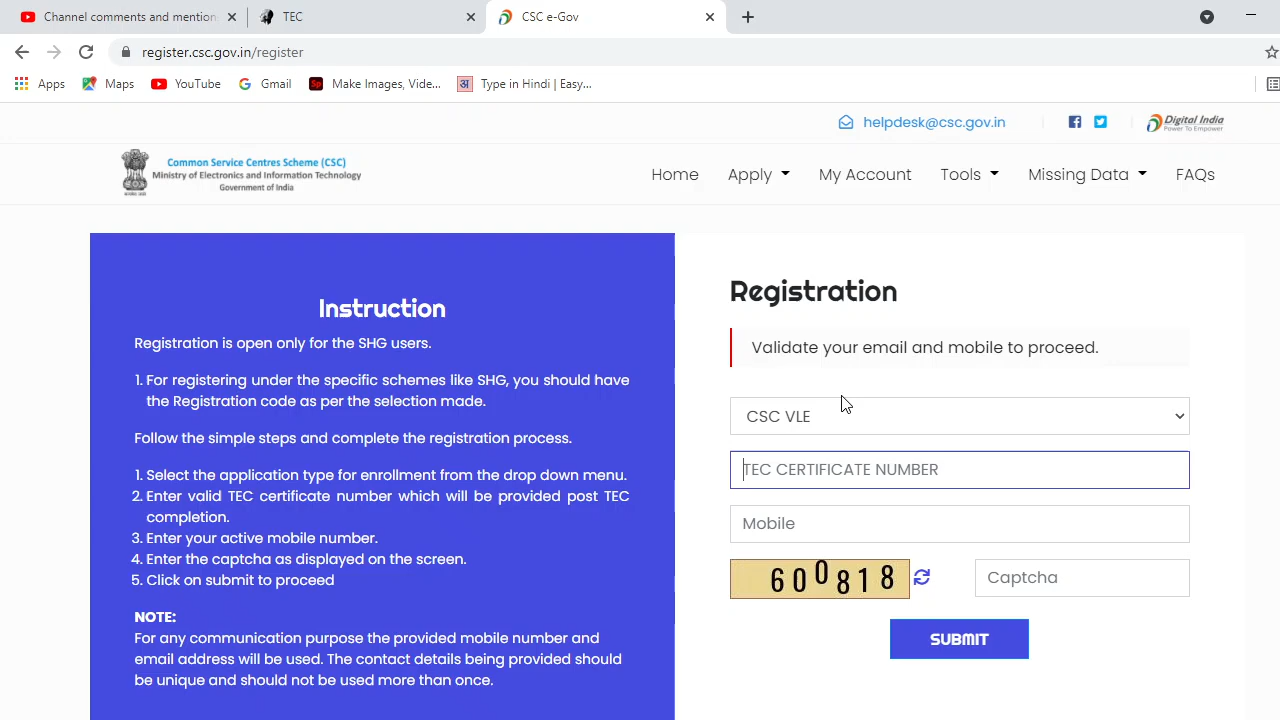 Channel comments and mention
TEC
CSC e-Gov
register.csc.gov.in/register
Apps
Maps
YouTube
Gmail
Make Images, Vide...
Type in Hindi | Easy...
helpdesk@csc.gov.in
Digital India
Power To Empower
Common Service Centres Scheme (CSC)
Ministry of Electronics and Information Technology
Government of India
Home
Apply
My Account
Tools
Missing Data
FAQs
Instruction
Registration is open only for the SHG users.
1. For registering under the specific schemes like SHG, you should have
the Registration code as per the selection made.
Follow the simple steps and complete the registration process.
1. Select the application type for enrollment from the drop down menu.
2. Enter valid TEC certificate number which will be provided post TEC
completion.
3. Enter your active mobile number.
4. Enter the captcha as displayed on the screen.
5. Click on submit to proceed
NOTE:
For any communication purpose the provided mobile number and
email address will be used. The contact details being provided should
be unique and should not be used more than once.
Registration
Validate your email and mobile to proceed.
CSC VLE
TEC CERTIFICATE NUMBER
Mobile
600818
Captcha
SUBMIT